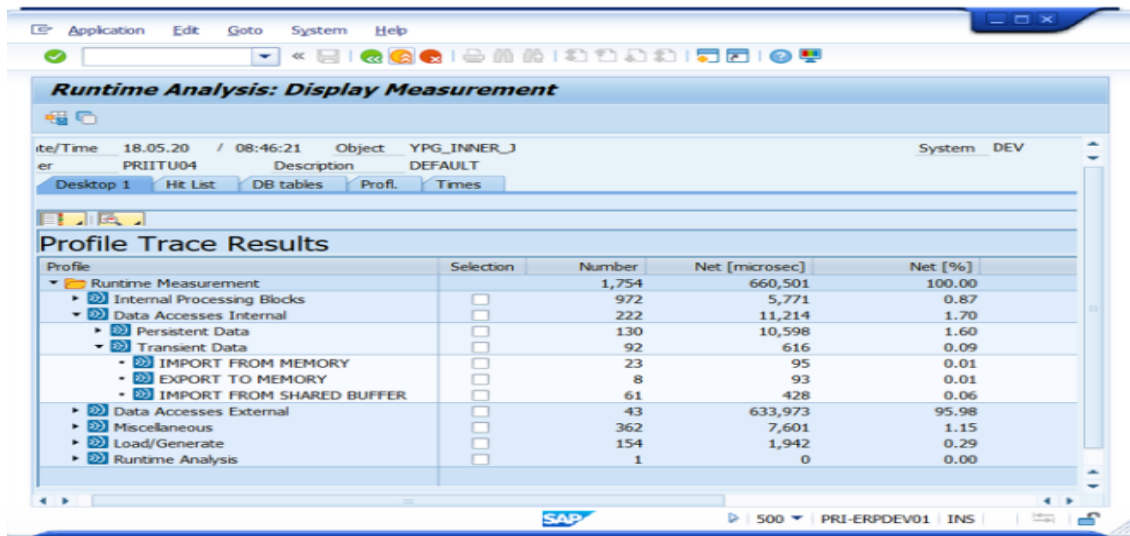 Application Edit Goto System Help
Runtime Analysis: Display Measurement
te/Time 18.05.20 / 08:46:21 Object YPG_INNER_J System DEV
er PRIITU04 Description DEFAULT
Desktop 1 Hit List DB tables Profl. Times
Profile Trace Results
Profile Selection Number Net [microsec] Net [%]
Runtime Measurement 1,754 660,501 100.00
Internal Processing Blocks 972 5,771 0.87
Data Accesses Internal 222 11,214 1.70
Persistent Data 130 10,598 1.60
Transient Data 92 616 0.09
IMPORT FROM MEMORY 23 95 0.01
EXPORT TO MEMORY 8 93 0.01
IMPORT FROM SHARED BUFFER 61 428 0.06
Data Accesses External 43 633,973 95.98
Miscellaneous 362 7,601 1.15
Load/Generate 154 1,942 0.29
Runtime Analysis 1 0 0.00
SAP 500 PRI-ERPDEV01 INS